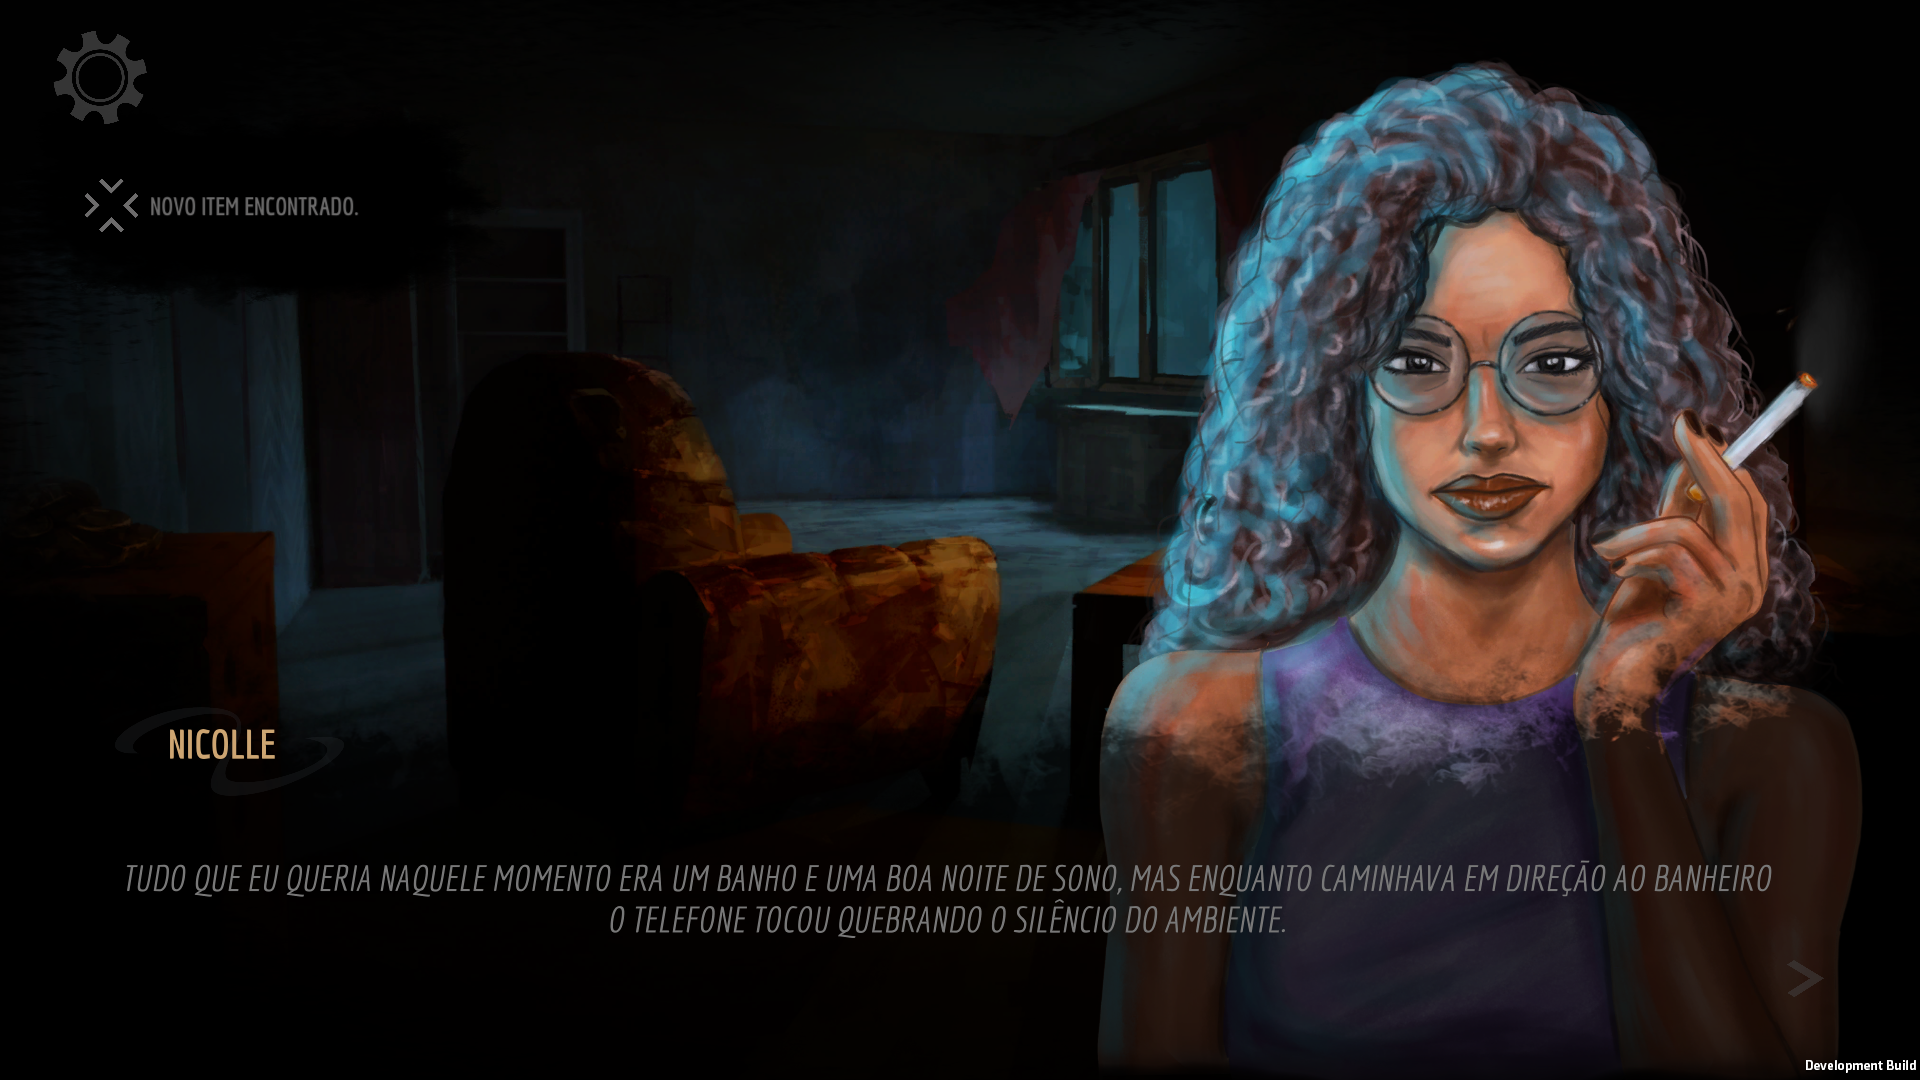 NOVO ITEM ENCONTRADO.
NICOLLE
TUDO QUE EU QUERIA NAQUELE MOMENTO ERA UM BANHO E UMA BOA NOITE DE SONO, MAS ENQUANTO CAMINHAVA EM DIREÇÃO AO BANHEIRO
O TELEFONE TOCOU QUEBRANDO O SILÊNCIO DO AMBIENTE.
Development Build